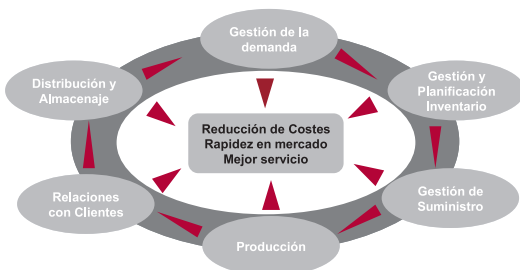 Gestión de la
demanda
Distribución y
Almacenaje
Gestión y
Planificación
Inventario
Reducción de Costes
Rapidez en mercado
Mejor servicio
Relaciones
con Clientes
Gestión de
Suministro
Producción